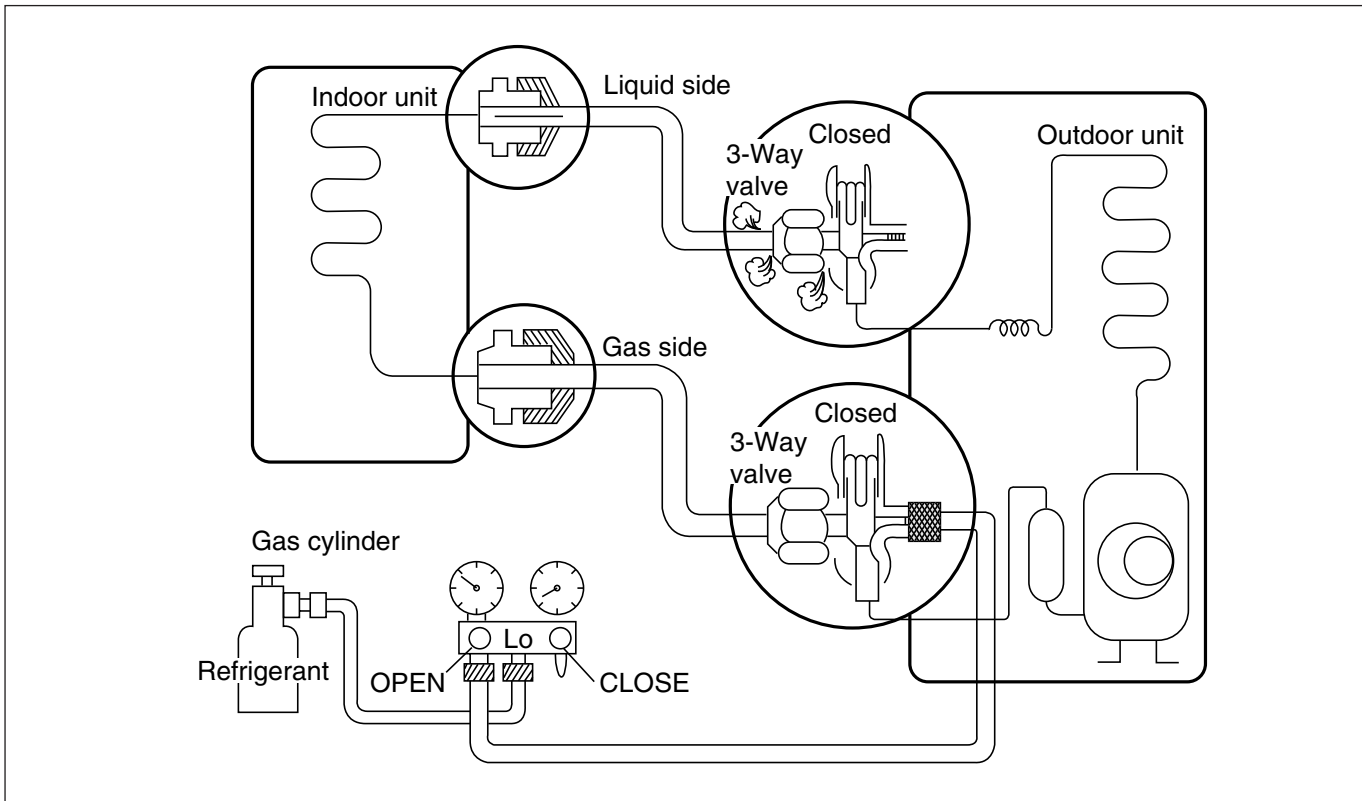 Indoor unit
Liquid side
Closed
3-Way
valve
Outdoor unit
Gas side
Closed
3-Way
valve
Gas cylinder
Refrigerant
Lo
OPEN
CLOSE